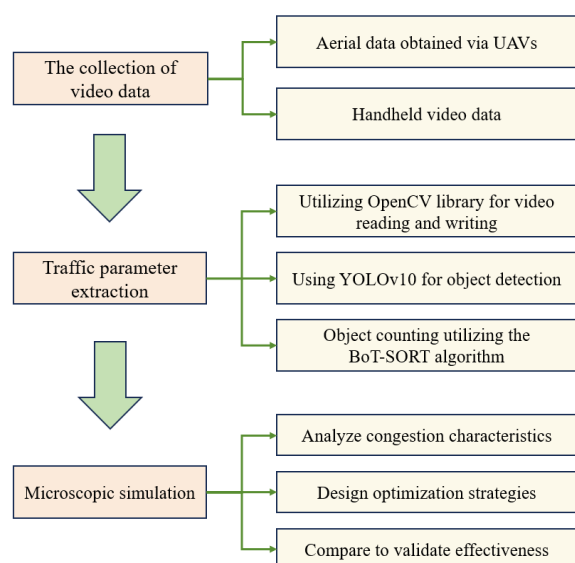 The collection of
video data
Aerial data obtained via UAVs
Handheld video data
Traffic parameter
extraction
Utilizing OpenCV library for video
reading and writing
Using YOLOv10 for object detection
Object counting utilizing the
BoT-SORT algorithm
Microscopic simulation
Analyze congestion characteristics
Design optimization strategies
Compare to validate effectiveness